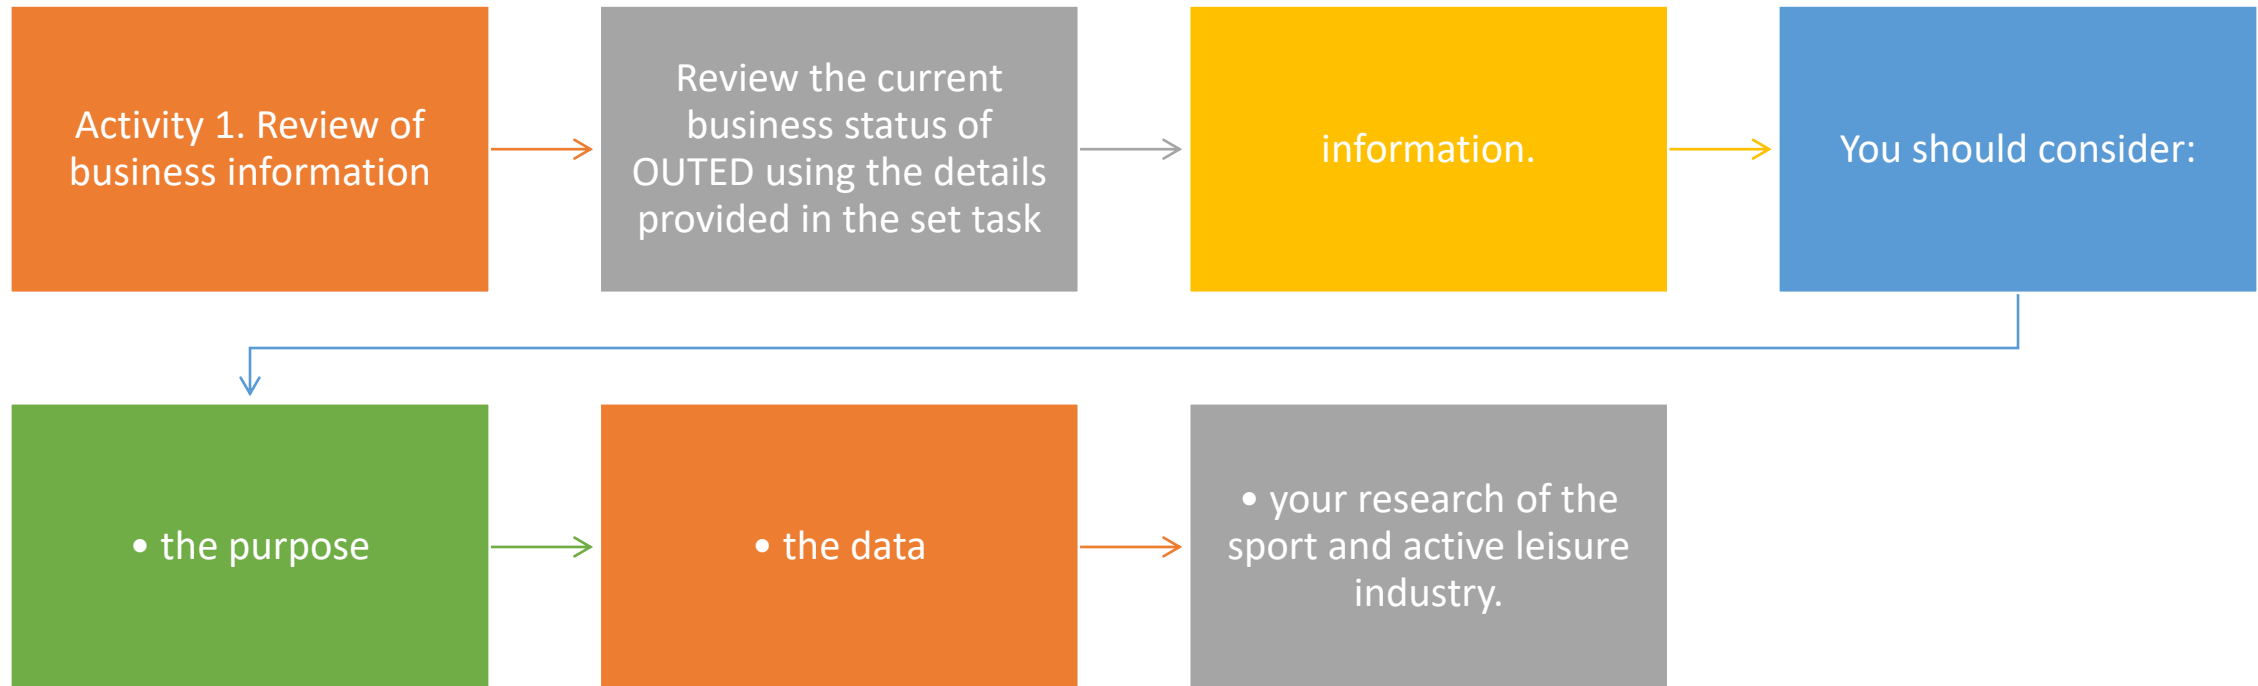 Activity 1. Review of
business information
Review the current
business status of
OUTED using the details
provided in the set task
information.
You should consider:
• the purpose
• the data
• your research of the
sport and active leisure
industry.